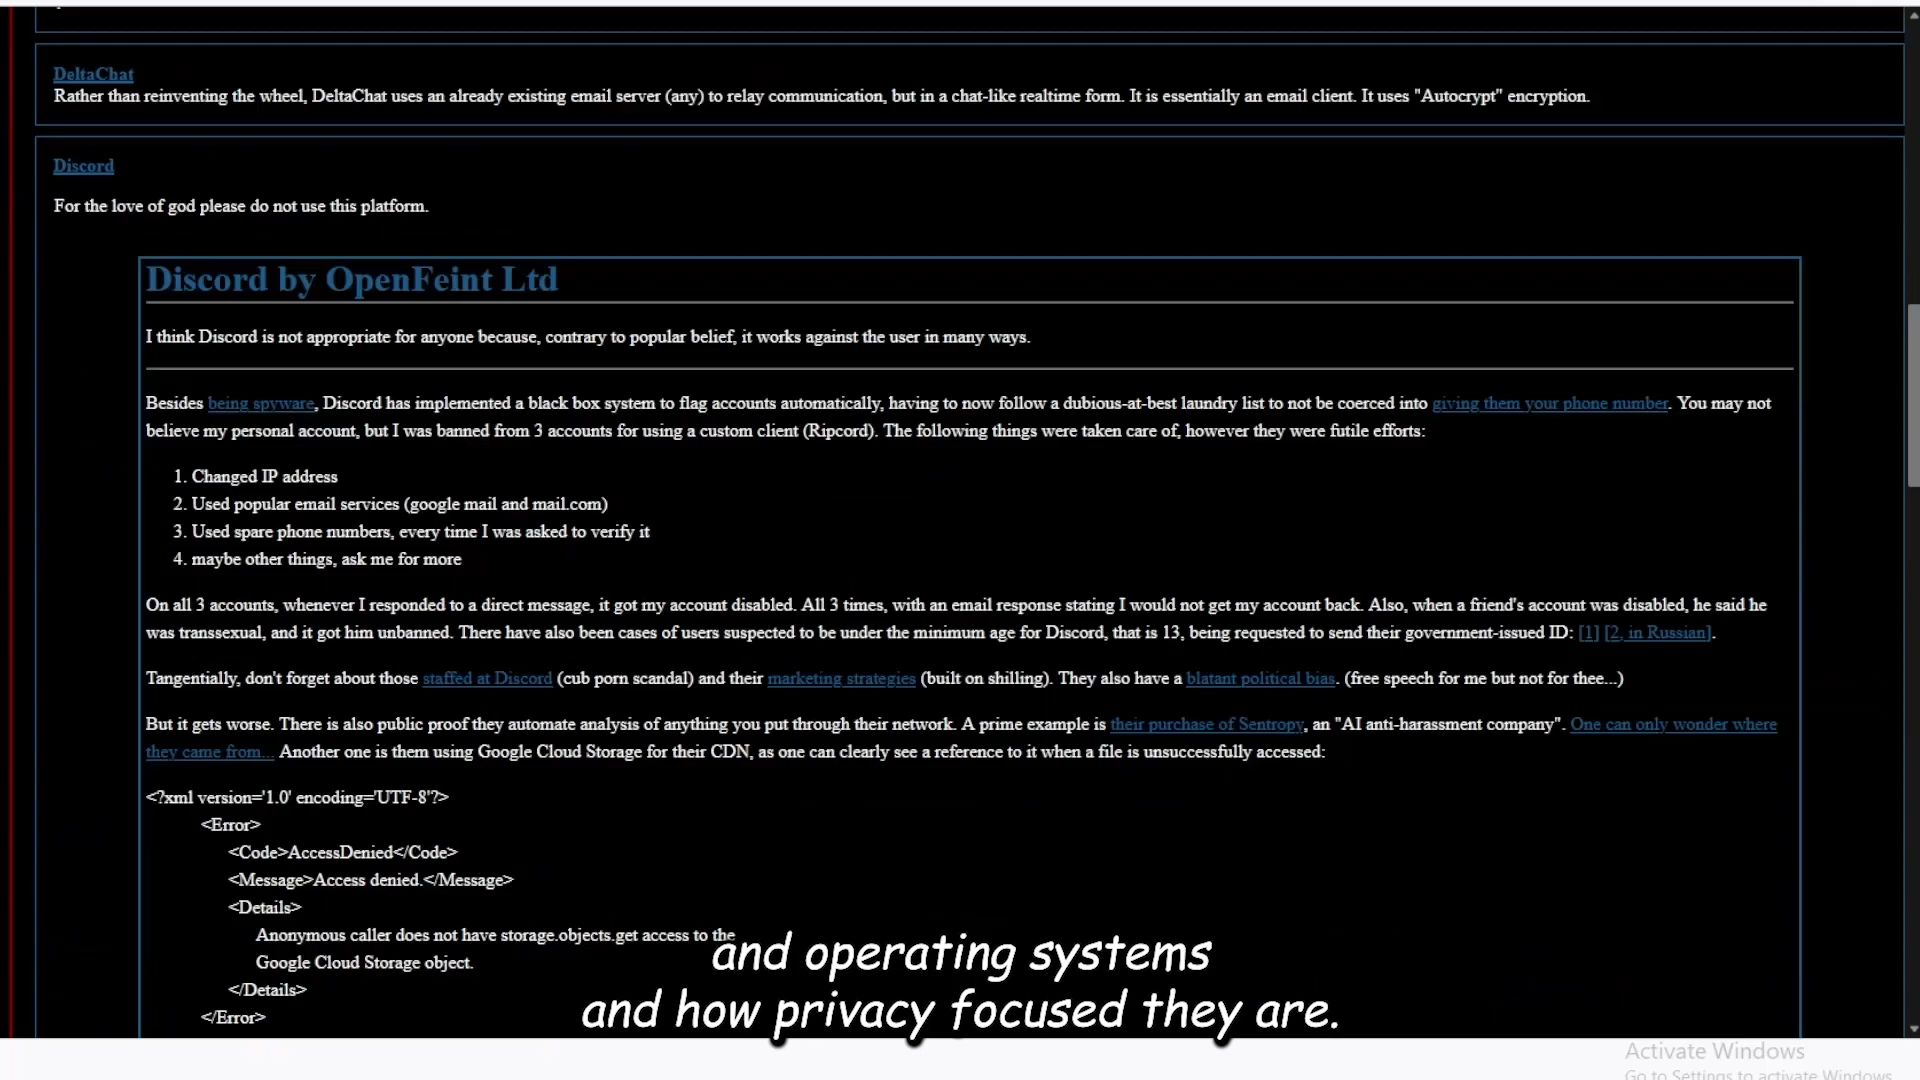 DeltaChat
Rather than reinventing the wheel, DeltaChat uses an already existing email server (any) to relay communication, but in a chat-like realtime form. It is essentially an email client. It uses "Autocrypt" encryption.
Discord
For the love of god please do not use this platform.
Discord by OpenFeint Ltd
I think Discord is not appropriate for anyone because, contrary to popular belief, it works against the user in many ways.
Besides being spyware, Discord has implemented a black box system to flag accounts automatically, having to now follow a dubious-at-best laundry list to not be coerced into giving them your phone number. You may not
believe my personal account, but I was banned from 3 accounts for using a custom client (Ripcord). The following things were taken care of, however they were futile efforts:
1. Changed IP address
2. Used popular email services (google mail and mail.com)
3. Used spare phone numbers, every time I was asked to verify it
4. maybe other things, ask me for more
On all 3 accounts, whenever I responded to a direct message, it got my account disabled. All 3 times, with an email response stating I would not get my account back. Also, when a friend's account was disabled, he said he
was transsexual, and it got him unbanned. There have also been cases of users suspected to be under the minimum age for Discord, that is 13, being requested to send their government-issued ID: [1] [2, in Russian].
Tangentially, don't forget about those staffed at Discord (cub porn scandal) and their marketing strategies (built on shilling). They also have a blatant political bias. (free speech for me but not for thee...)
But it gets worse. There is also public proof they automate analysis of anything you put through their network. A prime example is their purchase of Sentropy, an "AI anti-harassment company". One can only wonder where
they came from... Another one is them using Google Cloud Storage for their CDN, as one can clearly see a reference to it when a file is unsuccessfully accessed:
<?xml version='1.0' encoding='UTF-8'?>
<Error>
<Code>AccessDenied</Code>
<Message>Access denied.</Message>
<Details>
Anonymous caller does not have storage.objects.get access to the
Google Cloud Storage object.
</Details>
</Error>
and operating systems
and how privacy focused they are.
Activate Windows
Go to Settings to activate Windows.